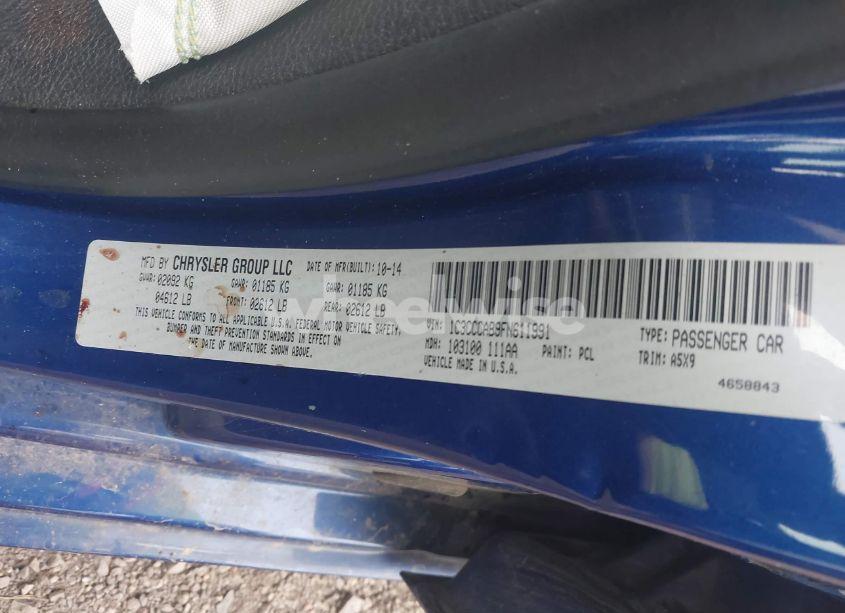 MFD BY CHRYSLER GROUP LLC DATE OF MFR(BUILT): 10-14
GVWR: 02092 KG GAWR: 01185 KG GAWR: 01185 KG
04612 LB FRONT: 02612 LB REAR: 02612 LB
THIS VEHICLE CONFORMS TO ALL APPLICABLE U.S.A. FEDERAL MOTOR VEHICLE SAFETY,
BUMPER AND THEFT PREVENTION STANDARDS IN EFFECT ON
THE DATE OF MANUFACTURE SHOWN ABOVE.
VIN: 1C3CCCAB9FN611991 TYPE: PASSENGER CAR
MDH: 103100 111AA PAINT: PCL TRIM: A5X9
VEHICLE MADE IN U.S.A.
4658843